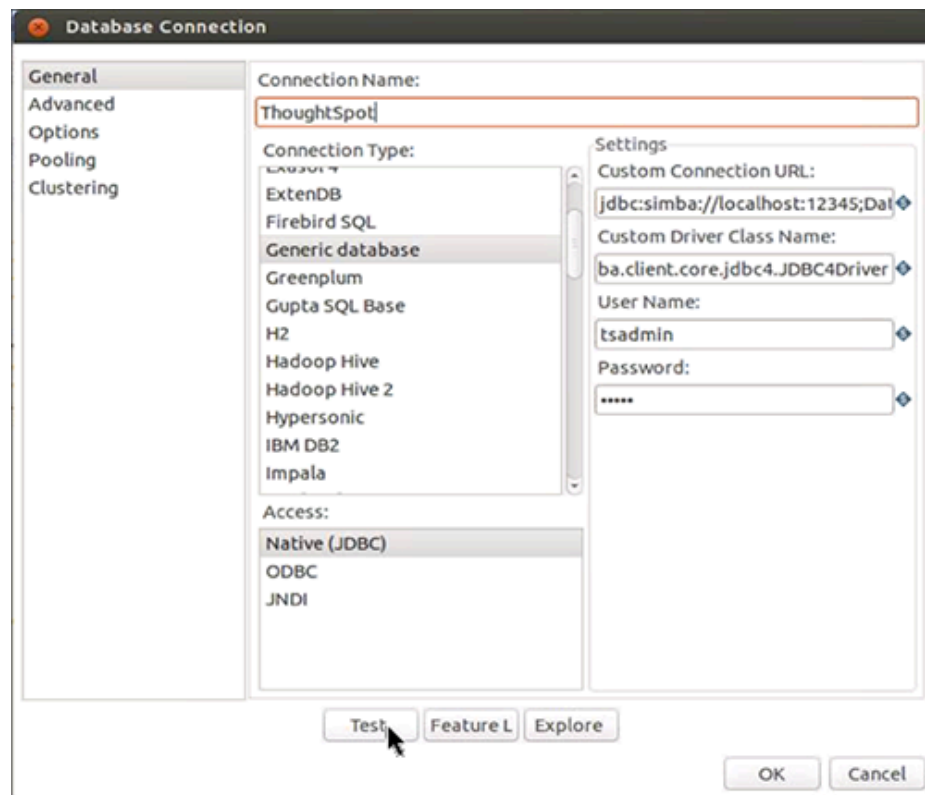 Database Connection
General
Advanced
Options
Pooling
Clustering
Connection Name:
ThoughtSpot
Connection Type:
ExtenDB
Firebird SQL
Generic database
Greenplum
Gupta SQL Base
H2
Hadoop Hive
Hadoop Hive 2
Hypersonic
IBM DB2
Impala
Access:
Native (JDBC)
ODBC
JNDI
Settings
Custom Connection URL:
jdbc:simba://localhost:12345;Dat
Custom Driver Class Name:
ba.client.core.jdbc4.JDBC4Driver
User Name:
tsadmin
Password:
•••••
Test
Feature L
Explore
OK
Cancel